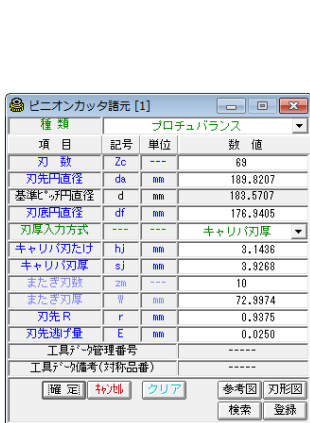 ピニオンカッタ諸元 [1]
種 類 プロチュバランス
項 目 記号 単位 数 値
刃 数 Zc --- 69
刃先円直径 da mm 189.8207
基準ピッチ円直径 d mm 183.5707
刃底円直径 df mm 176.9405
刃厚入力方式 --- --- キャリパ刃厚
キャリパ刃たけ hj mm 3.1436
キャリパ刃厚 sj mm 3.9268
またぎ刃数 zm --- 10
またぎ刃厚 W mm 72.9974
刃先R r mm 0.9375
刃先逃げ量 E mm 0.0250
工具データ管理番号 -----
工具データ備考(対称品番) -----
確 定 キャンセル クリア 参考図 刃形図
検索 登録